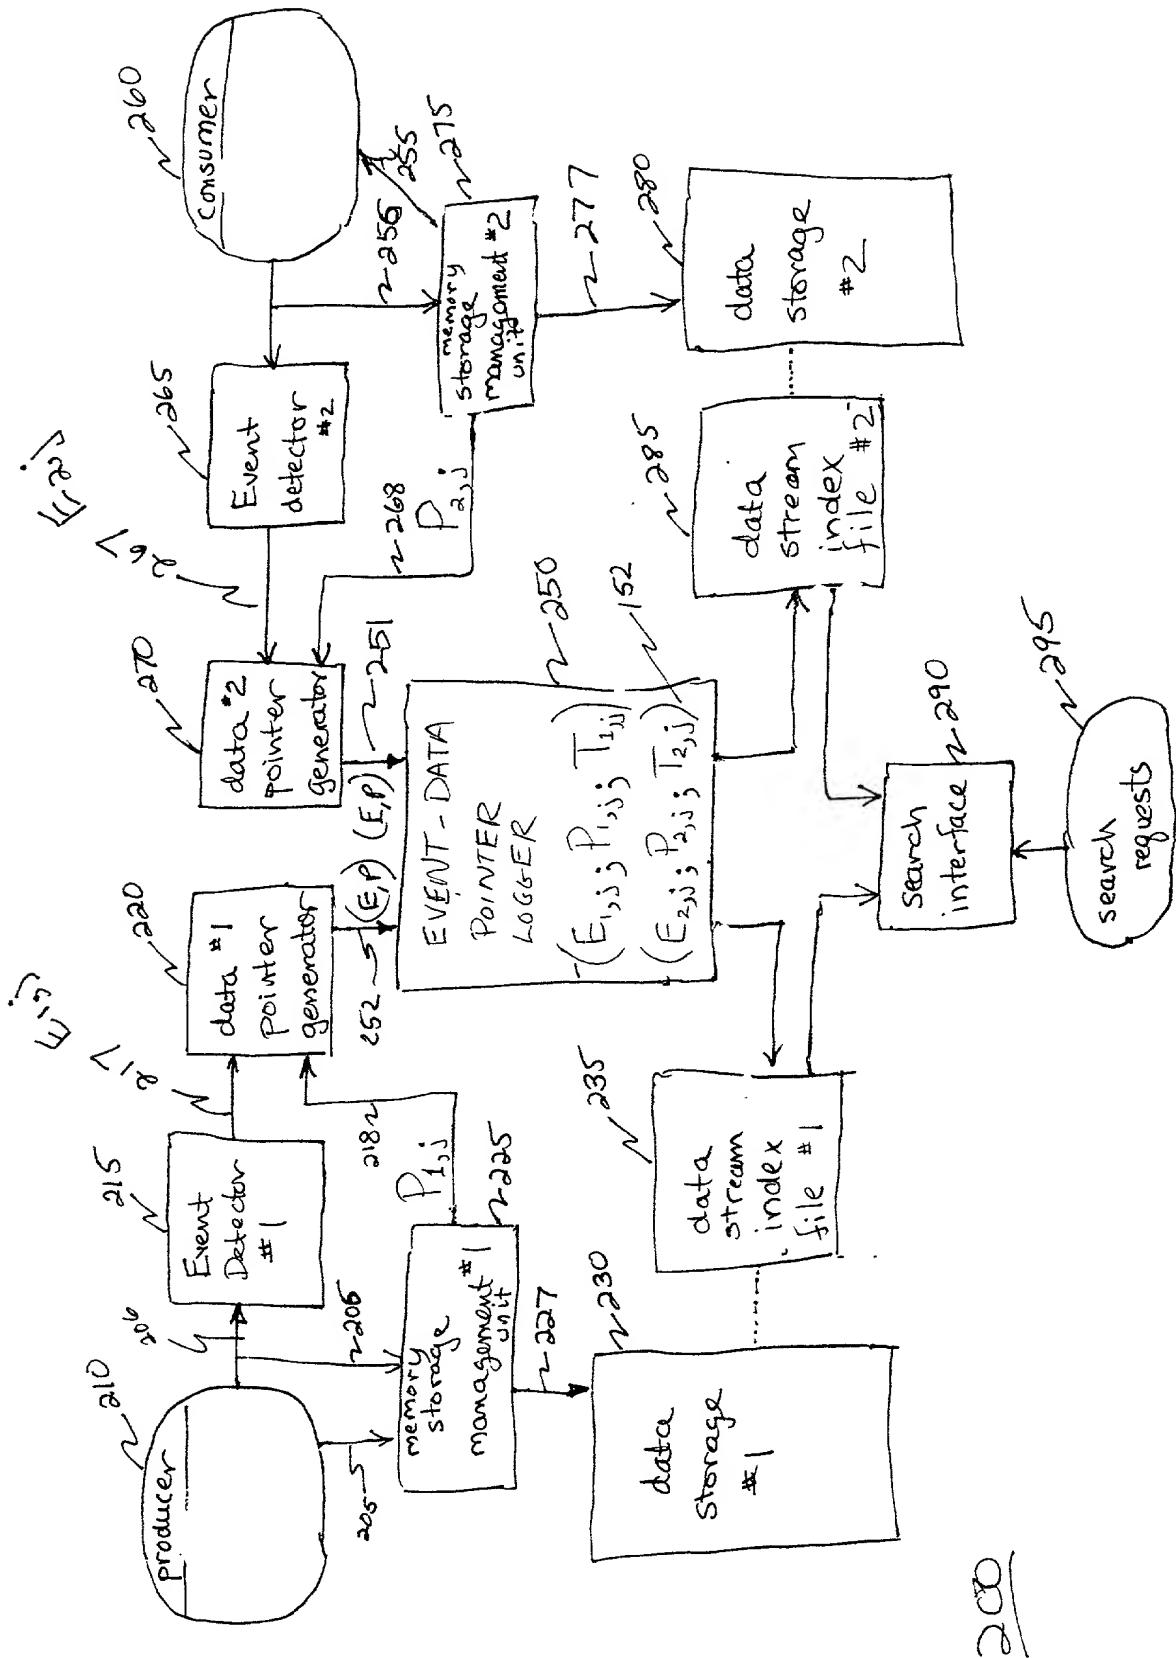 producer
210
206
205
206
Event
Detector
#1
215
217
E1,j
memory
storage
management #1
unit
225
218
P1,j
227
data
storage
#1
230
data #1
pointer
generator
220
252
(E,P)
data #2
pointer
generator
270
251
(E,P)
EVENT-DATA
POINTER
LOGGER
(E1,j; P1,j; T1,j)
(E2,j; P2,j; T2,j)
250
152
Event
detector
#2
265
267
E2,j
268
P2,j
consumer
260
256
255
memory
storage
management #2
unit
275
277
data
storage
#2
280
data
stream
index
file #2
285
data
stream
index
file #1
235
search
interface
290
search
requests
295
200